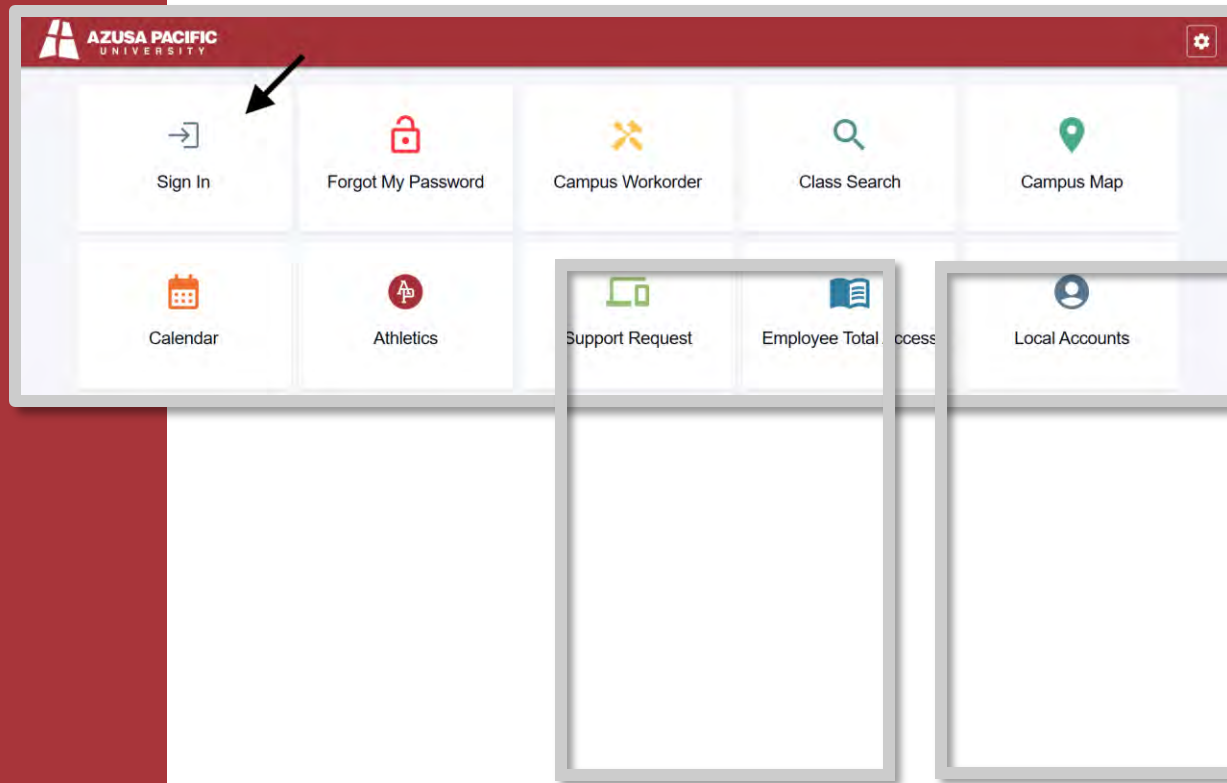 AZUSA PACIFIC
UNIVERSITY
Sign In
Forgot My Password
Campus Workorder
Class Search
Campus Map
Calendar
Athletics
Support Request
Employee Total Access
Local Accounts